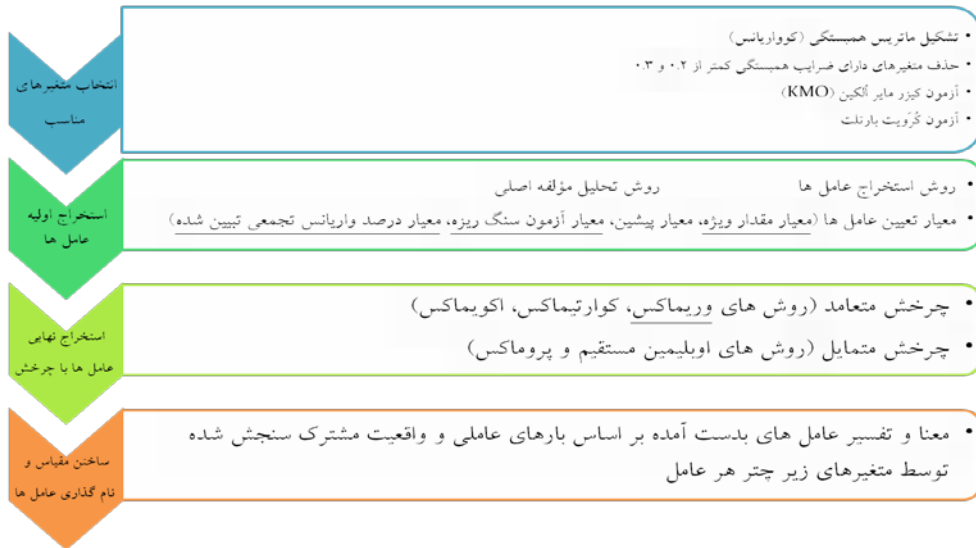 انتخاب متغیرهای
مناسب
• تشکیل ماتریس همبستگی (کوواریانس)
• حذف متغیرهای دارای ضرایب همبستگی کمتر از ۰.۲ و ۰.۳
• آزمون کیزر مایر اُلکین (KMO)
• آزمون کُرَویت بارتلت
استخراج اولیه
عامل ها
• روش استخراج عامل ها روش تحلیل مؤلفه اصلی
• معیار تعیین عامل ها (معیار مقدار ویژه، معیار پیشین، معیار آزمون سنگ ریزه، معیار درصد واریانس تجمعی تبیین شده)
استخراج نهایی
عامل ها با چرخش
• چرخش متعامد (روش های وریماکس، کوارتیماکس، اکویماکس)
• چرخش متمایل (روش های اوبلیمین مستقیم و پروماکس)
ساختن مقیاس و
نام گذاری عامل ها
• معنا و تفسیر عامل های بدست آمده بر اساس بارهای عاملی و واقعیت مشترک سنجش شده
توسط متغیرهای زیر چتر هر عامل